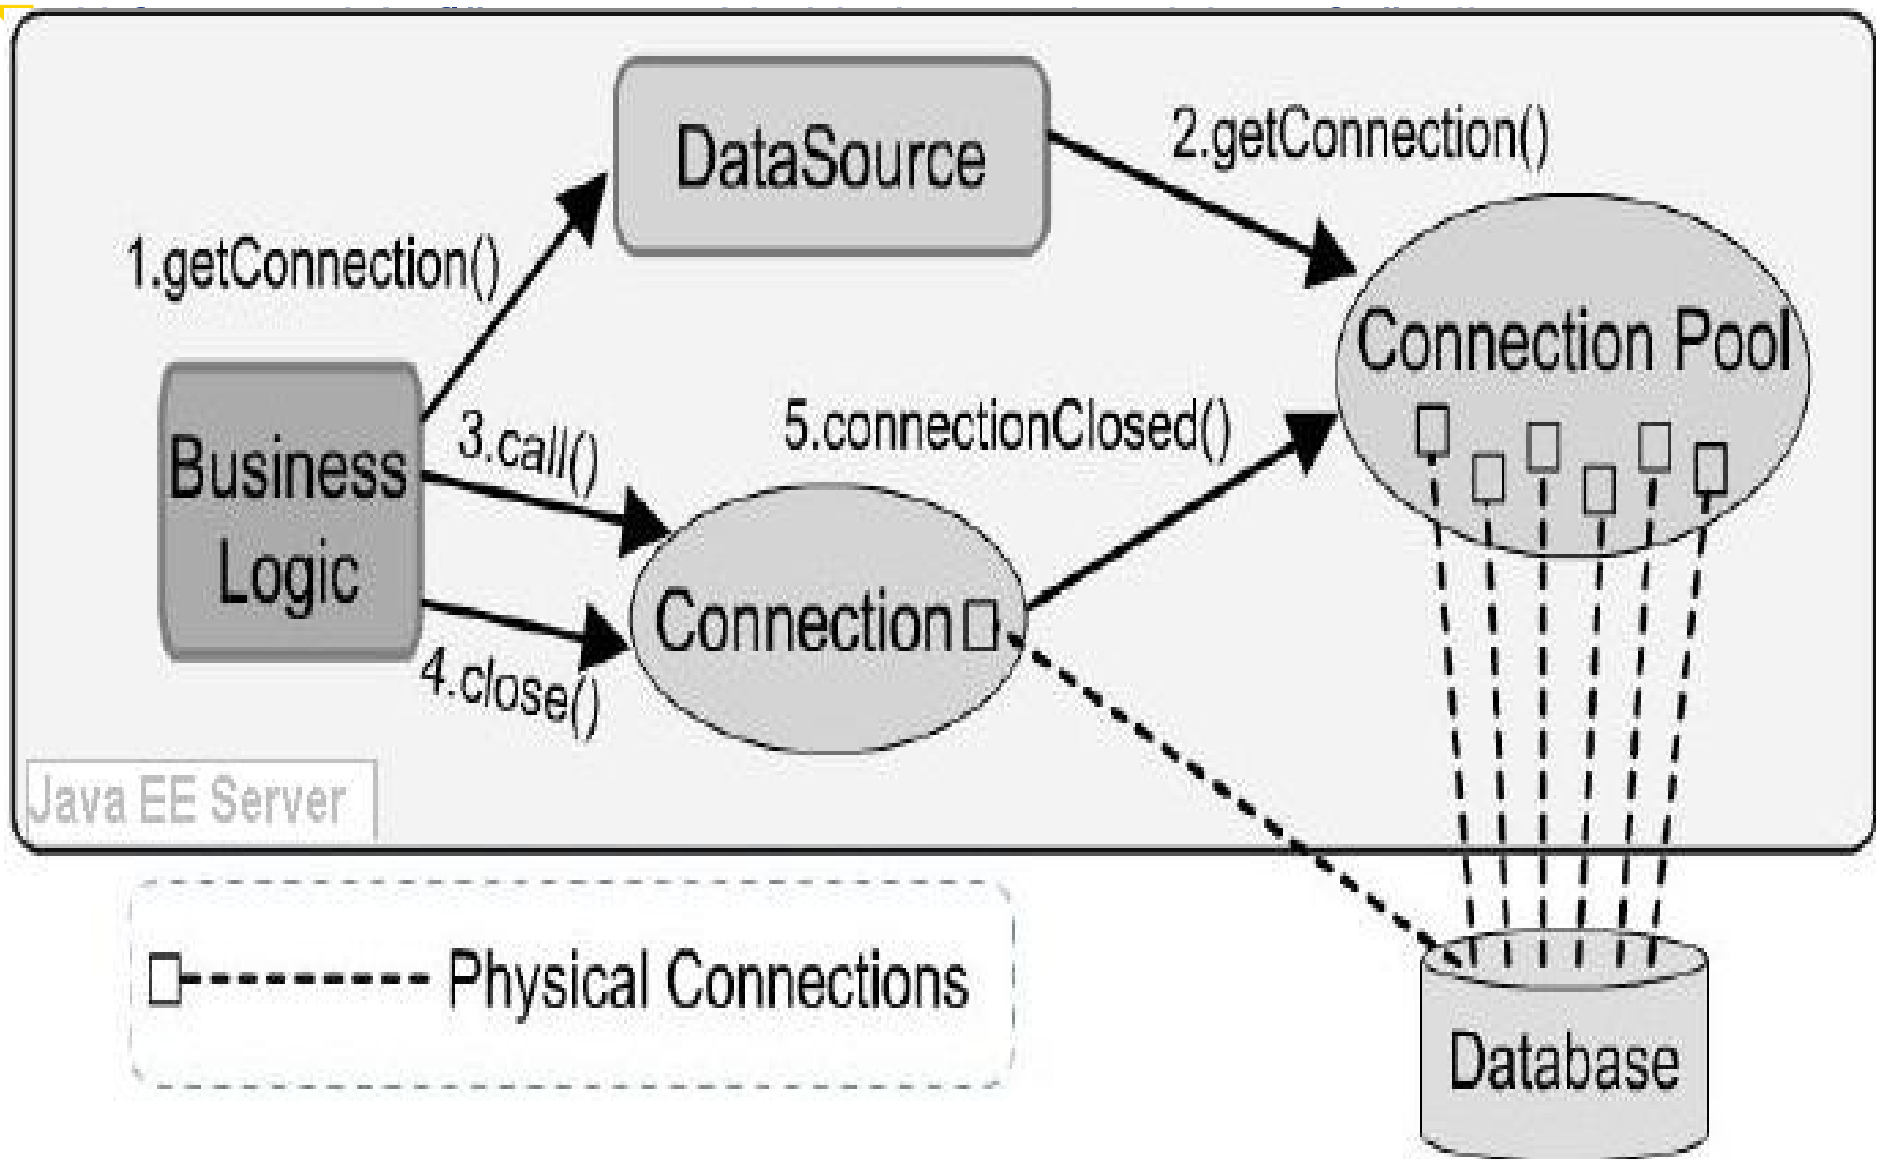 DataSource
2.getConnection()
1.getConnection()
Connection Pool
Business
Logic
3.call()
5.connectionClosed()
Connection
4.close()
Java EE Server
Physical Connections
Database